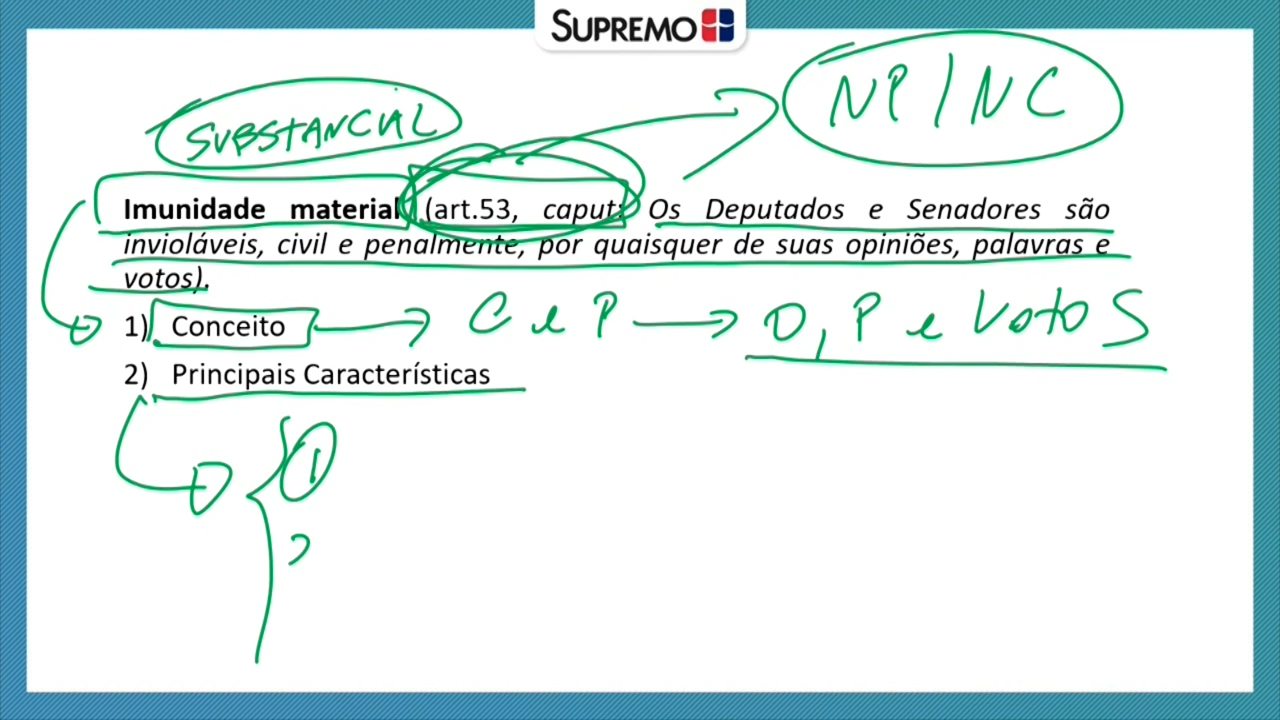 SUPREMO
NP / NC
SUBSTANCIAL
Imunidade material (art.53, caput: Os Deputados e Senadores são
invioláveis, civil e penalmente, por quaisquer de suas opiniões, palavras e
votos).
1) Conceito → C e P → O, P e VotoS
2) Principais Características
1
2